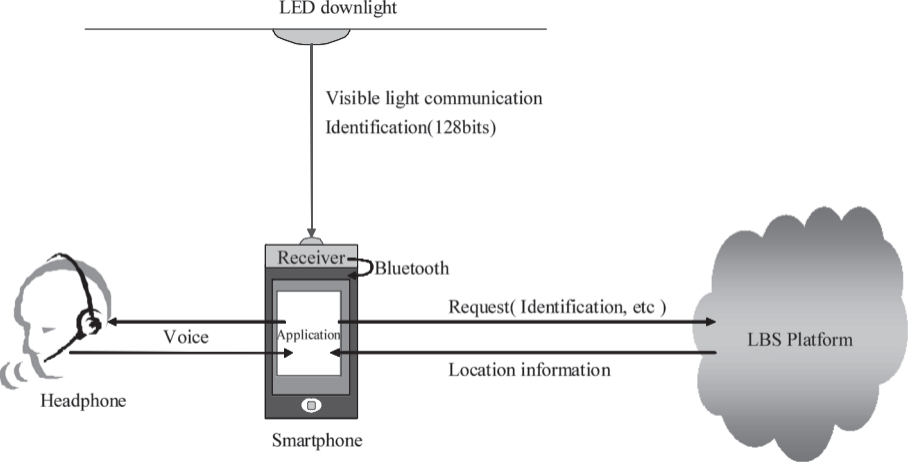 LED downlight
Visible light communication
Identification(128bits)
Receiver
Bluetooth
Request( Identification, etc )
Application
Voice
LBS Platform
Location information
Headphone
Smartphone